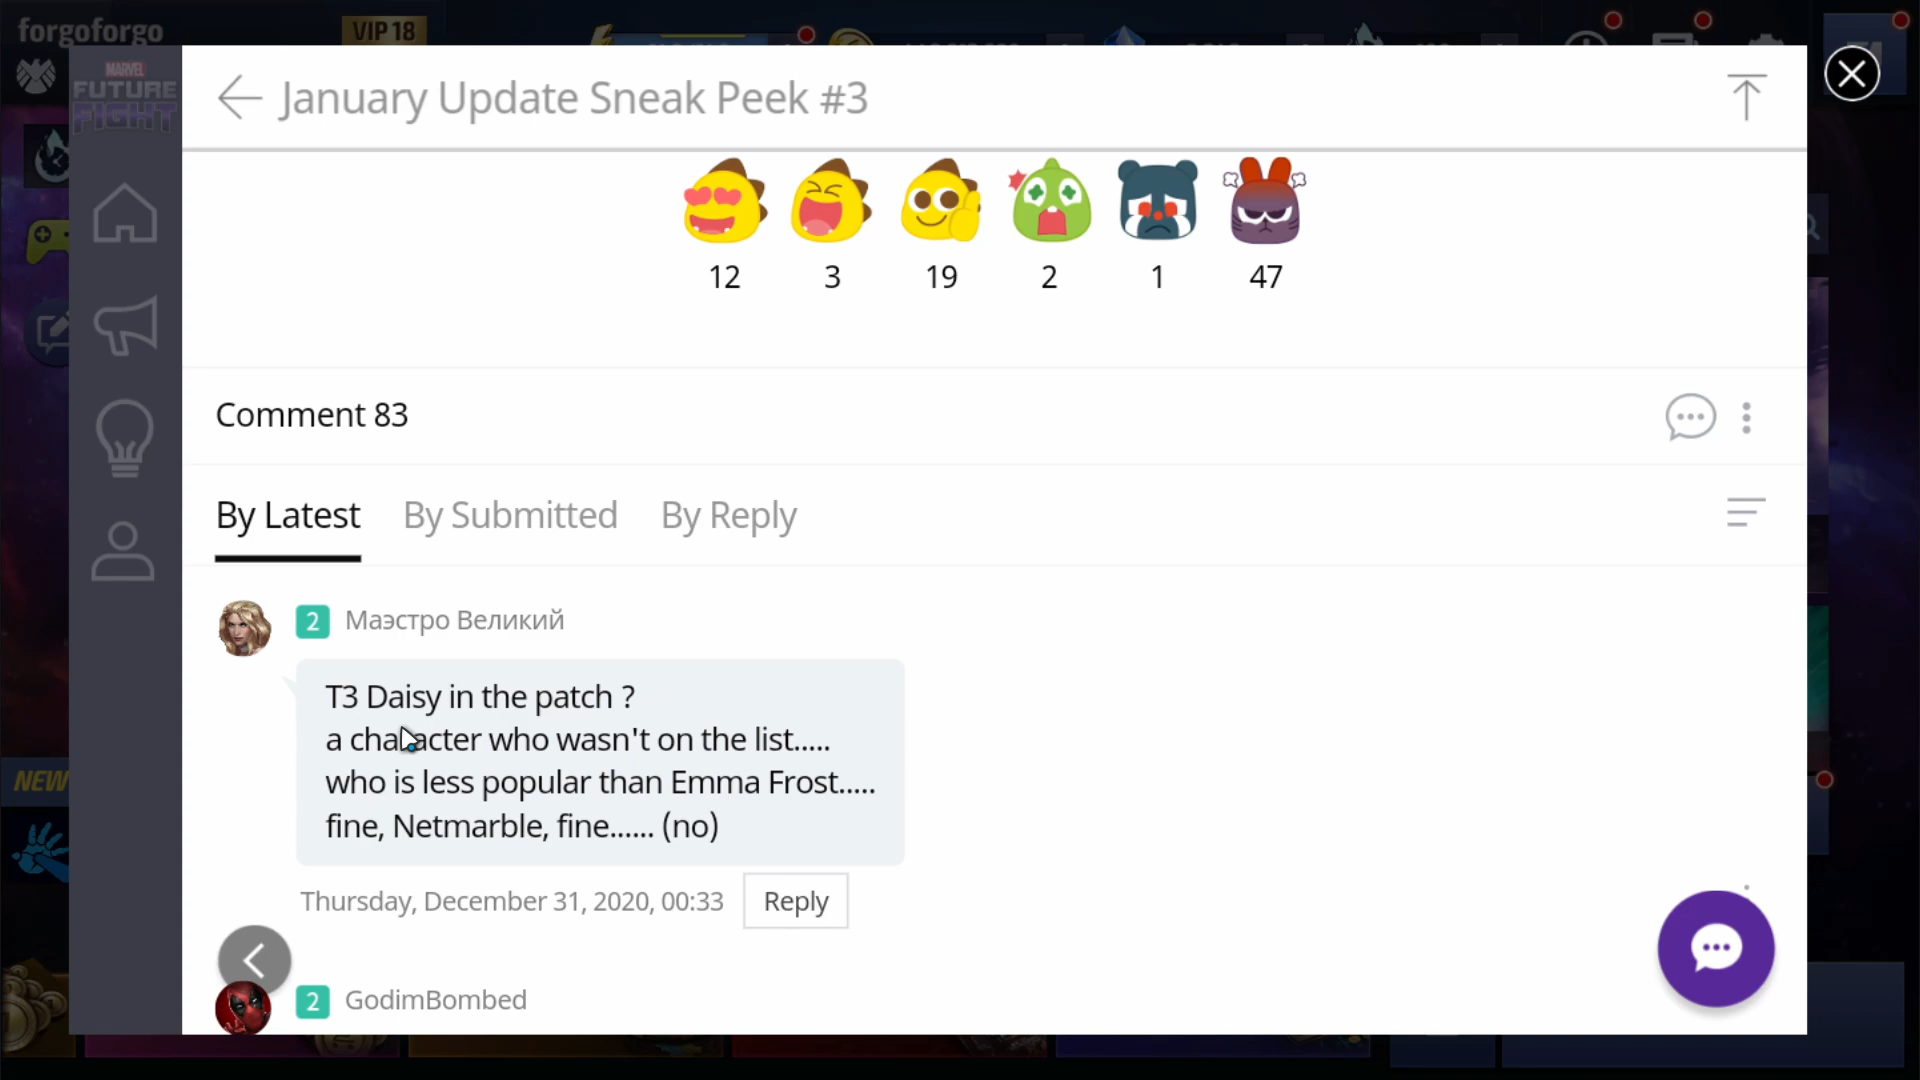 forgoforgo
VIP 18
MARVEL
FUTURE
FIGHT
January Update Sneak Peek #3
12
3
19
2
1
47
Comment 83
By Latest
By Submitted
By Reply
2 Маэстро Великий
T3 Daisy in the patch ?
a character who wasn't on the list.....
who is less popular than Emma Frost.....
fine, Netmarble, fine...... (no)
Thursday, December 31, 2020, 00:33
Reply
NEW
2 GodimBombed